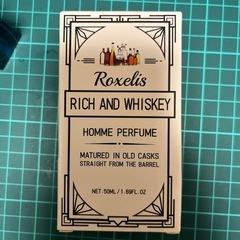 Roxelis
RICH AND WHISKEY
HOMME PERFUME
MATURED IN OLD CASKS
STRAIGHT FROM THE BARREL
NET:50ML/1.69FL.OZ